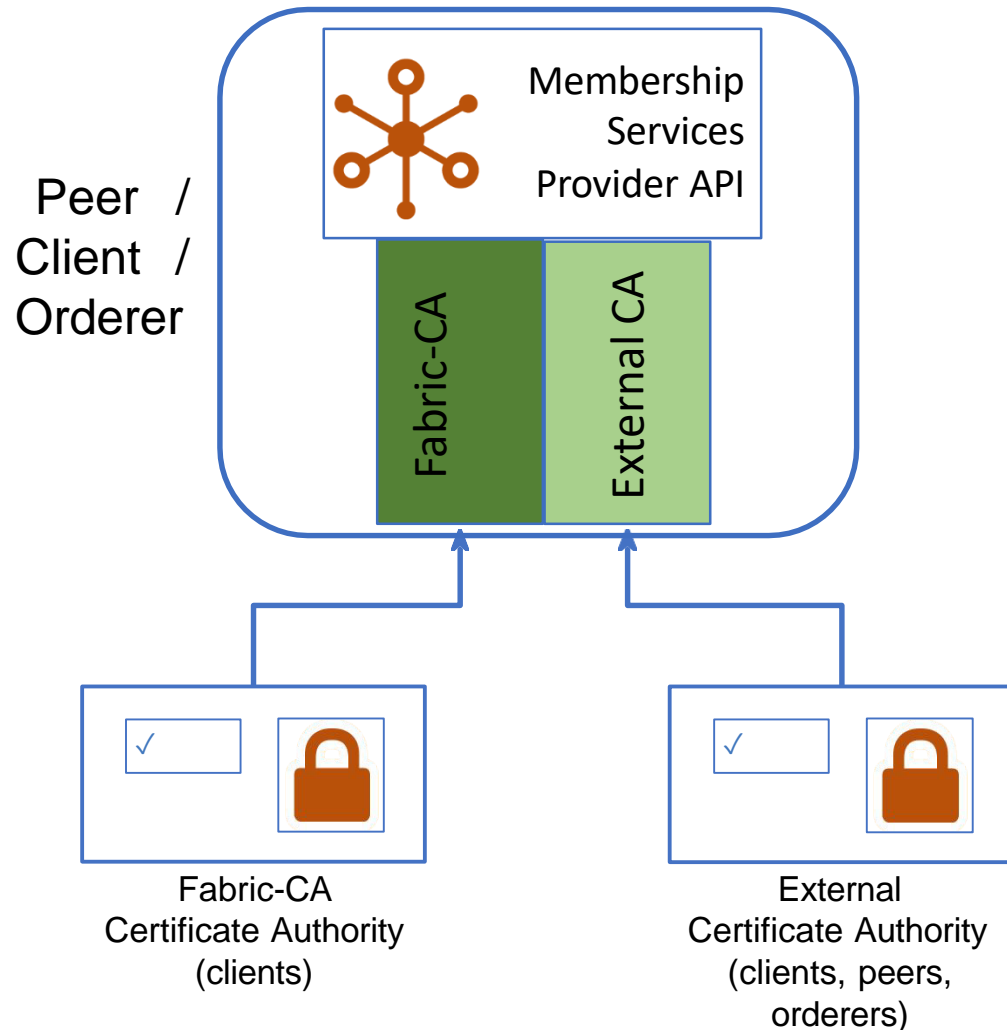 Membership
Services
Provider API
Peer /
Client /
Orderer
Fabric-CA
External CA
✓
✓
Fabric-CA
Certificate Authority
(clients)
External
Certificate Authority
(clients, peers,
orderers)